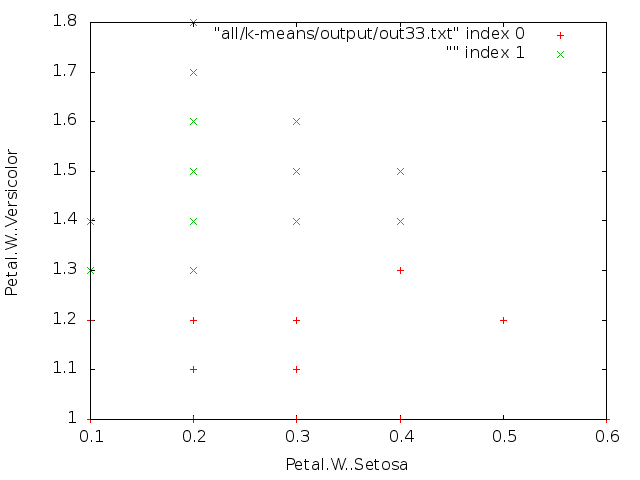 "all/k-means/output/out33.txt" index 0
"" index 1
1.8
1.7
1.6
1.5
1.4
1.3
1.2
1.1
1
Petal.W..Versicolor
0.1 0.2 0.3 0.4 0.5 0.6
Petal.W..Setosa